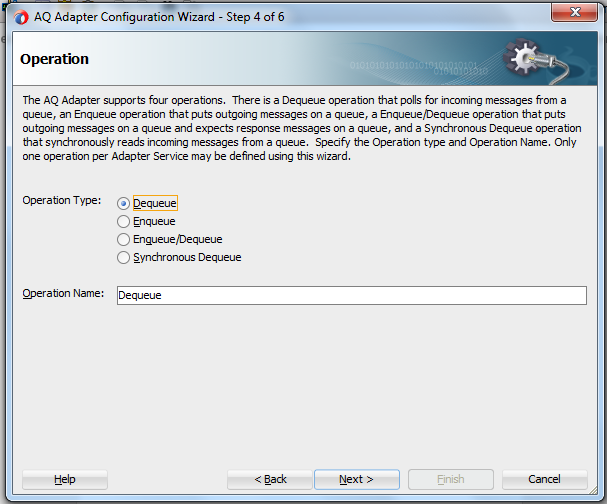 AQ Adapter Configuration Wizard - Step 4 of 6
Operation
The AQ Adapter supports four operations. There is a Dequeue operation that polls for incoming messages from a
queue, an Enqueue operation that puts outgoing messages on a queue, a Enqueue/Dequeue operation that puts
outgoing messages on a queue and expects response messages on a queue, and a Synchronous Dequeue operation
that synchronously reads incoming messages from a queue. Specify the Operation type and Operation Name. Only
one operation per Adapter Service may be defined using this wizard.
Operation Type:
Dequeue
Enqueue
Enqueue/Dequeue
Synchronous Dequeue
Operation Name: Dequeue
Help
< Back
Next >
Finish
Cancel